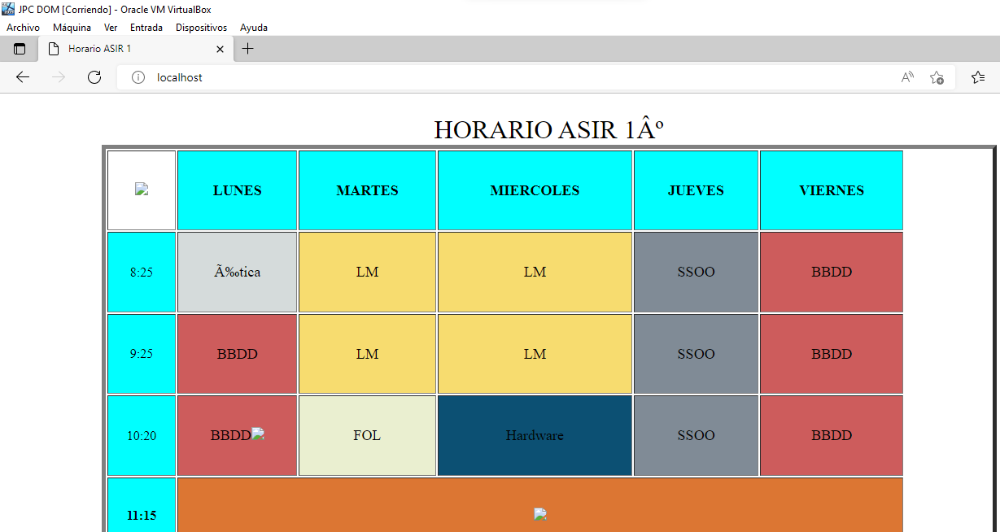 JPC DOM [Corriendo] - Oracle VM VirtualBox
Archivo Máquina Ver Entrada Dispositivos Ayuda
Horario ASIR 1
localhost
HORARIO ASIR 1Âº
LUNES MARTES MIERCOLES JUEVES VIERNES
8:25 Ã‰tica LM LM SSOO BBDD
9:25 BBDD LM LM SSOO BBDD
10:20 BBDD FOL Hardware SSOO BBDD
11:15